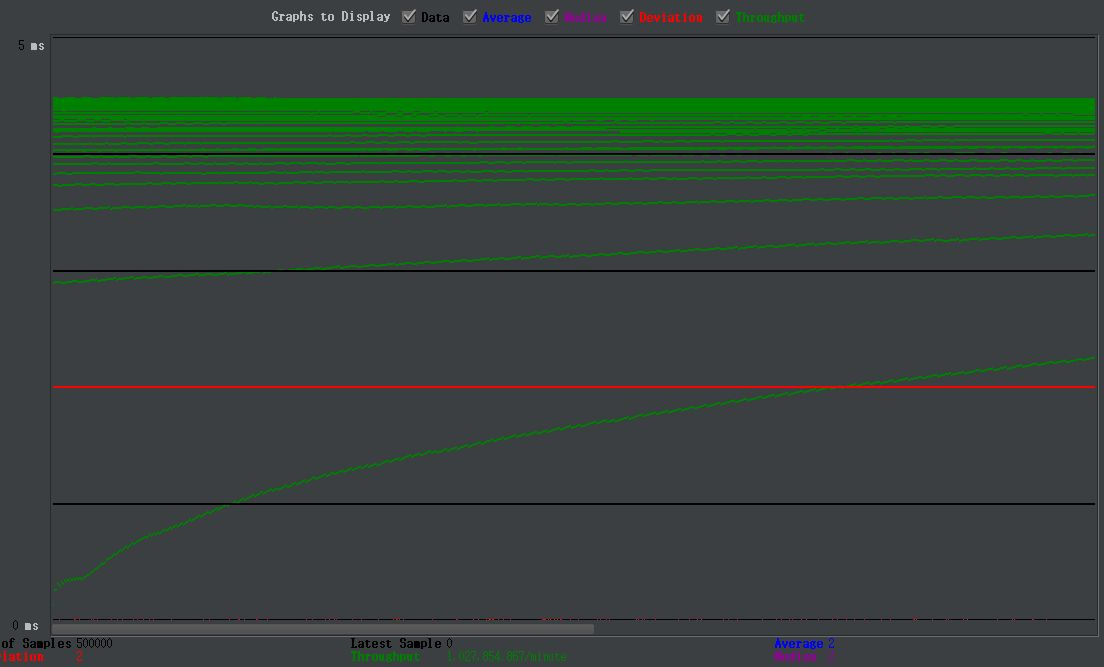 Graphs to Display Data Average Median Deviation Throughput
5 ms
0 ms
of Samples 500000 Latest Sample 0 Average 2
iation 2 Throughput 1,027,854.867/minute Median